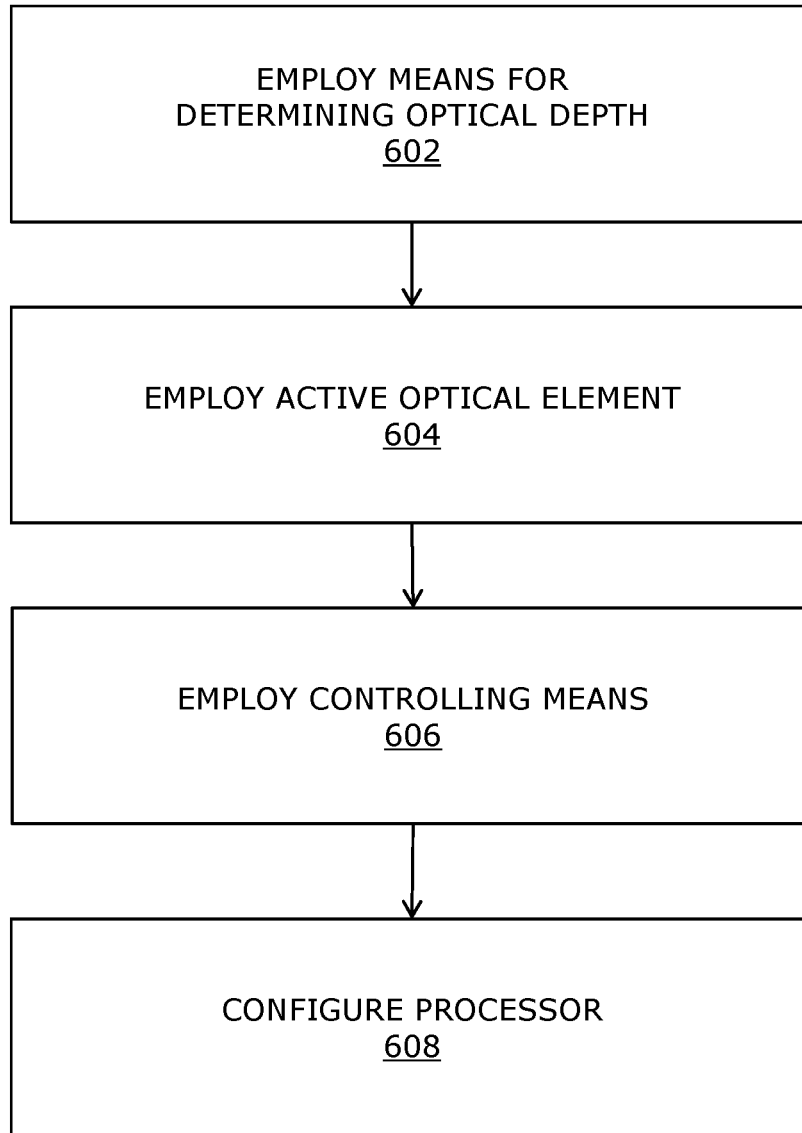 EMPLOY MEANS FOR
DETERMINING OPTICAL DEPTH
602
EMPLOY ACTIVE OPTICAL ELEMENT
604
EMPLOY CONTROLLING MEANS
606
CONFIGURE PROCESSOR
608